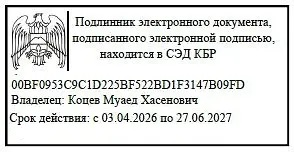 Подлинник электронного документа,
подписанного электронной подписью,
находится в СЭД КБР
00BF0953C9C1D225BF522BD1F3147B09FD
Владелец: Коцев Муаед Хасенович
Срок действия: с 03.04.2026 по 27.06.2027